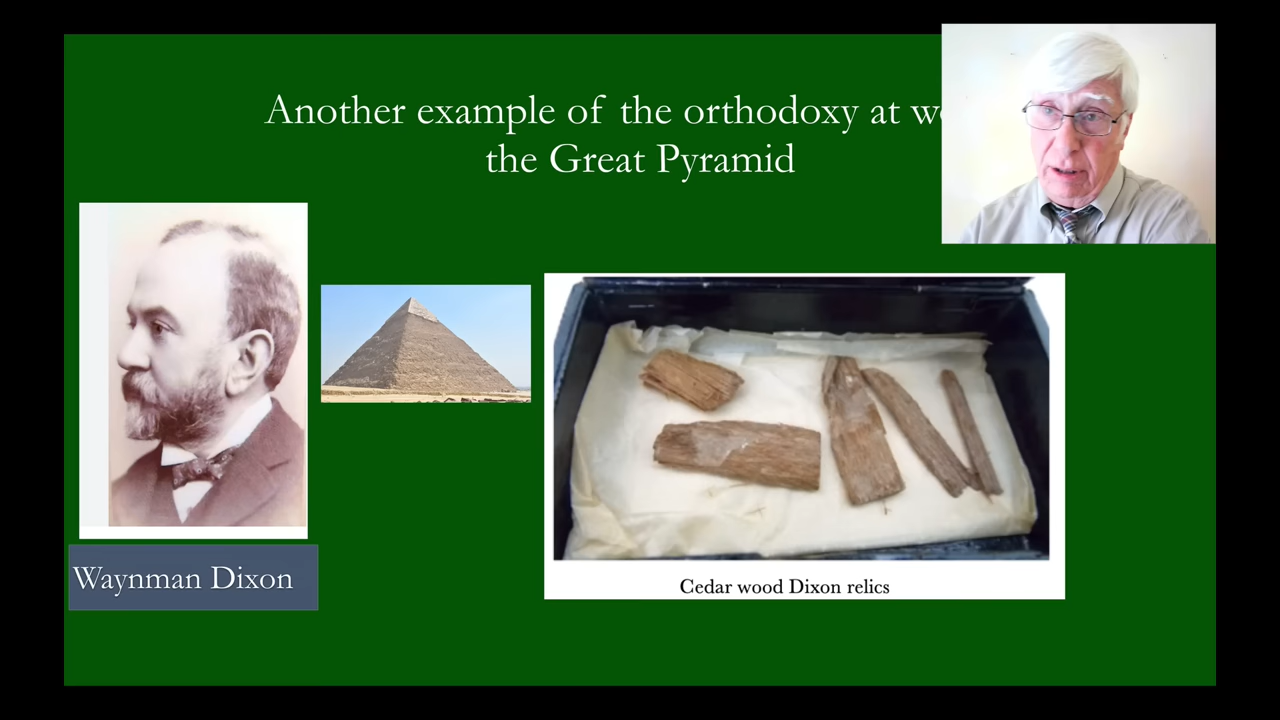 Another example of the orthodoxy at
the Great Pyramid
Waynman Dixon
Cedar wood Dixon relics